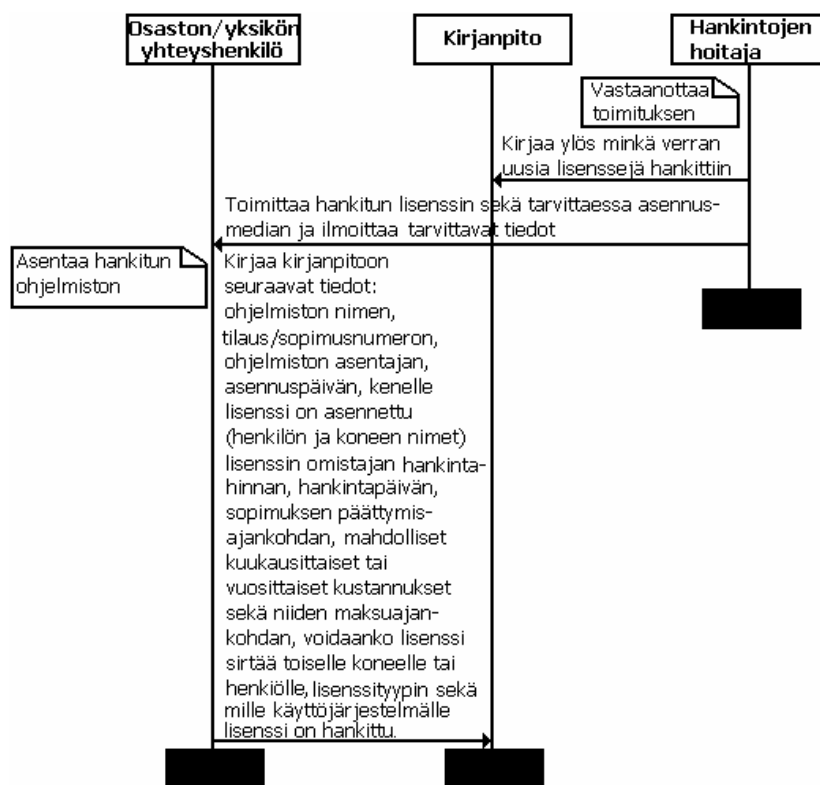 Osaston/yksikön
yhteyshenkilö
Kirjanpito
Hankintojen
hoitaja
Vastaanottaa
toimituksen
Kirjaa ylös minkä verran
uusia lisenssejä hankittiin
Toimittaa hankitun lisenssin sekä tarvittaessa asennus-
median ja ilmoittaa tarvittavat tiedot
Asentaa hankitun
ohjelmiston
Kirjaa kirjanpitoon
seuraavat tiedot:
ohjelmiston nimen,
tilaus/sopimusnumeron,
ohjelmiston asentajan,
asennuspäivän, kenelle
lisenssi on asennettu
(henkilön ja koneen nimet)
lisenssin omistajan hankinta-
hinnan, hankintapäivän,
sopimuksen päättymis-
ajankohdan, mahdolliset
kuukausittaiset tai
vuosittaiset kustannukset
sekä niiden maksuajan-
kohdan, voidaanko lisenssi
sirtää toiselle koneelle tai
henkiölle, lisenssityypin sekä
mille käyttöjärjestelmälle
lisenssi on hankittu.